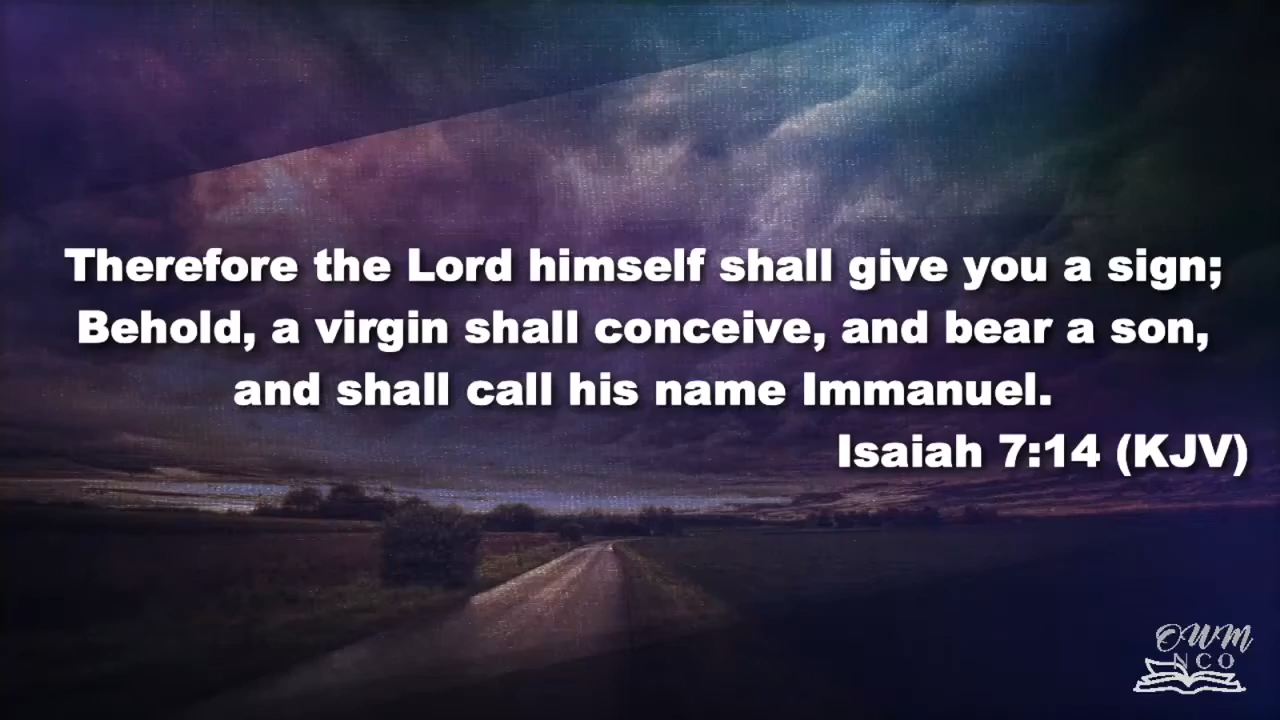 Therefore the Lord himself shall give you a sign;
Behold, a virgin shall conceive, and bear a son,
and shall call his name Immanuel.
Isaiah 7:14 (KJV)
OWM
NCO